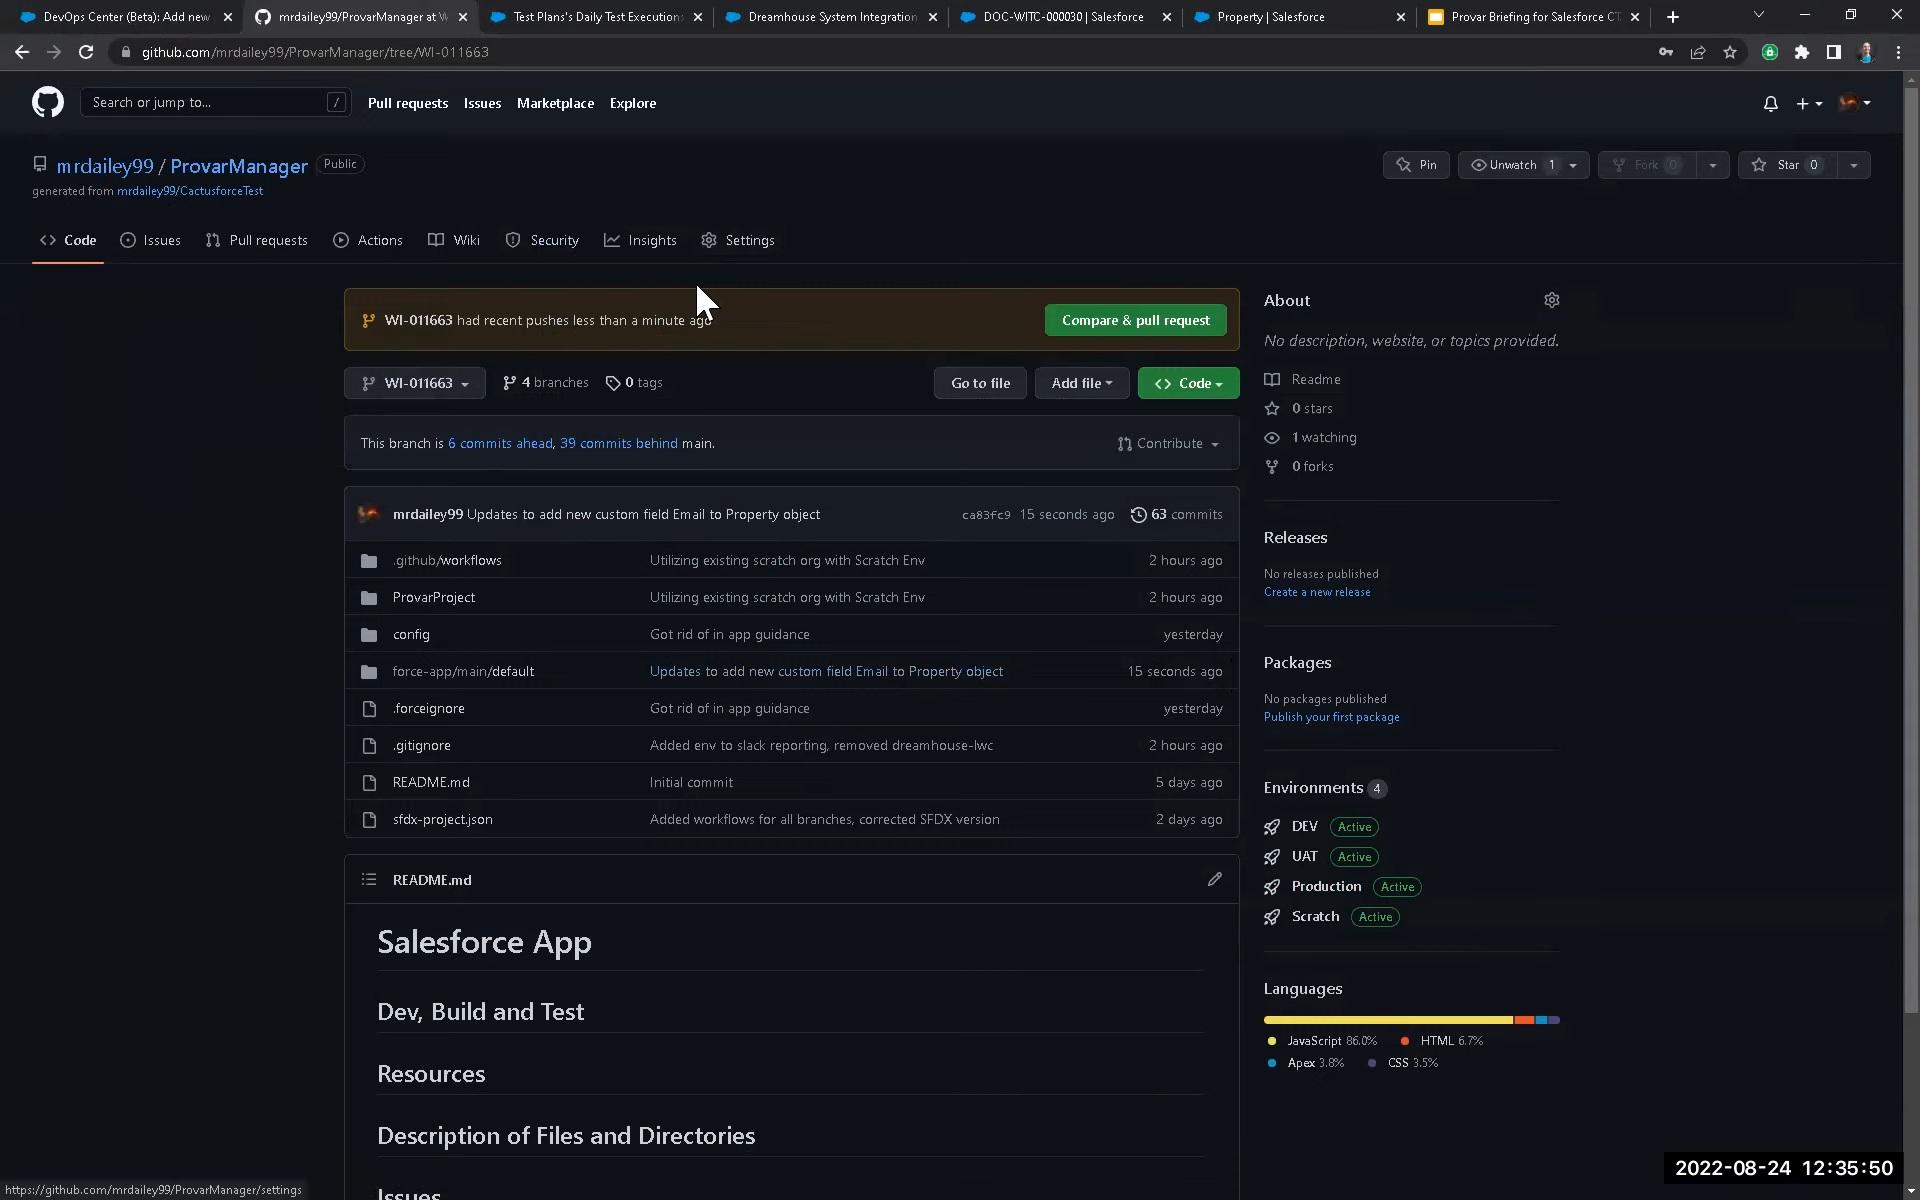 DevOps Center (Beta): Add new
mrdailey99/ProvarManager at W
Test Plans's Daily Test Executions
Dreamhouse System Integration
DOC-WITC-000030 | Salesforce
Property | Salesforce
Provar Briefing for Salesforce CT
github.com/mrdailey99/ProvarManager/tree/WI-011663
Search or jump to... /
Pull requests Issues Marketplace Explore
mrdailey99 / ProvarManager Public
Pin Unwatch 1 Fork 0 Star 0
generated from mrdailey99/CactusforceTest
Code Issues Pull requests Actions Wiki Security Insights Settings
WI-011663 had recent pushes less than a minute ago
Compare & pull request
WI-011663 4 branches 0 tags
Go to file Add file Code
This branch is 6 commits ahead, 39 commits behind main.
Contribute
mrdailey99 Updates to add new custom field Email to Property object ca83fc9 15 seconds ago 63 commits
.github/workflows Utilizing existing scratch org with Scratch Env 2 hours ago
ProvarProject Utilizing existing scratch org with Scratch Env 2 hours ago
config Got rid of in app guidance yesterday
force-app/main/default Updates to add new custom field Email to Property object 15 seconds ago
.forceignore Got rid of in app guidance yesterday
.gitignore Added env to slack reporting, removed dreamhouse-lwc 2 hours ago
README.md Initial commit 5 days ago
sfdx-project.json Added workflows for all branches, corrected SFDX version 2 days ago
README.md
Salesforce App
Dev, Build and Test
Resources
Description of Files and Directories
Issues
About
No description, website, or topics provided.
Readme
0 stars
1 watching
0 forks
Releases
No releases published
Create a new release
Packages
No packages published
Publish your first package
Environments 4
DEV Active
UAT Active
Production Active
Scratch Active
Languages
JavaScript 86.0% HTML 6.7%
Apex 3.8% CSS 3.5%
https://github.com/mrdailey99/ProvarManager/settings
2022-08-24 12:35:50